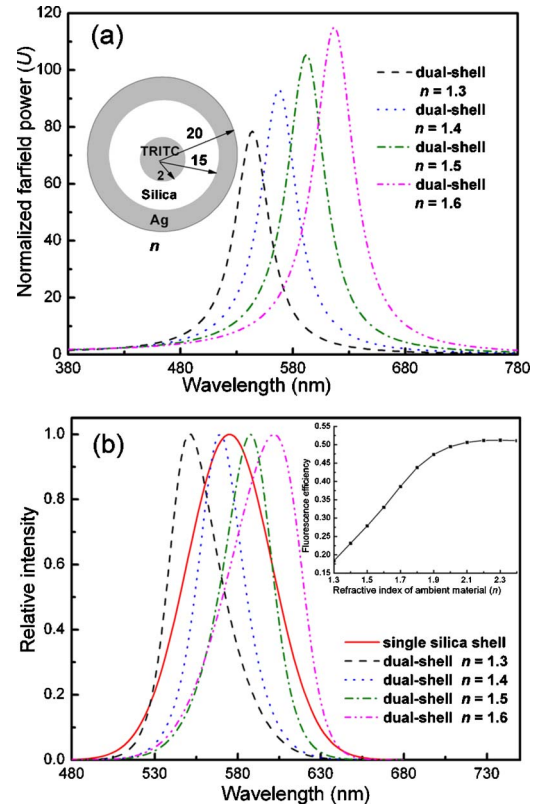 (a)
Normalized farfield power (U)
120
100
80
60
40
20
0
380
480
580
680
780
Wavelength (nm)
dual-shell
n = 1.3
dual-shell
n = 1.4
dual-shell
n = 1.5
dual-shell
n = 1.6
20
TRITC
15
2
Silica
Ag
n
(b)
Relative intensity
1.0
0.8
0.6
0.4
0.2
0.0
480
530
580
630
680
730
Wavelength (nm)
Fluorescence efficiency
0.55
0.50
0.45
0.40
0.35
0.30
0.25
0.20
0.15
1.3
1.5
1.7
1.9
2.1
2.3
Refractive index of ambient material (n)
single silica shell
dual-shell n = 1.3
dual-shell n = 1.4
dual-shell n = 1.5
dual-shell n = 1.6